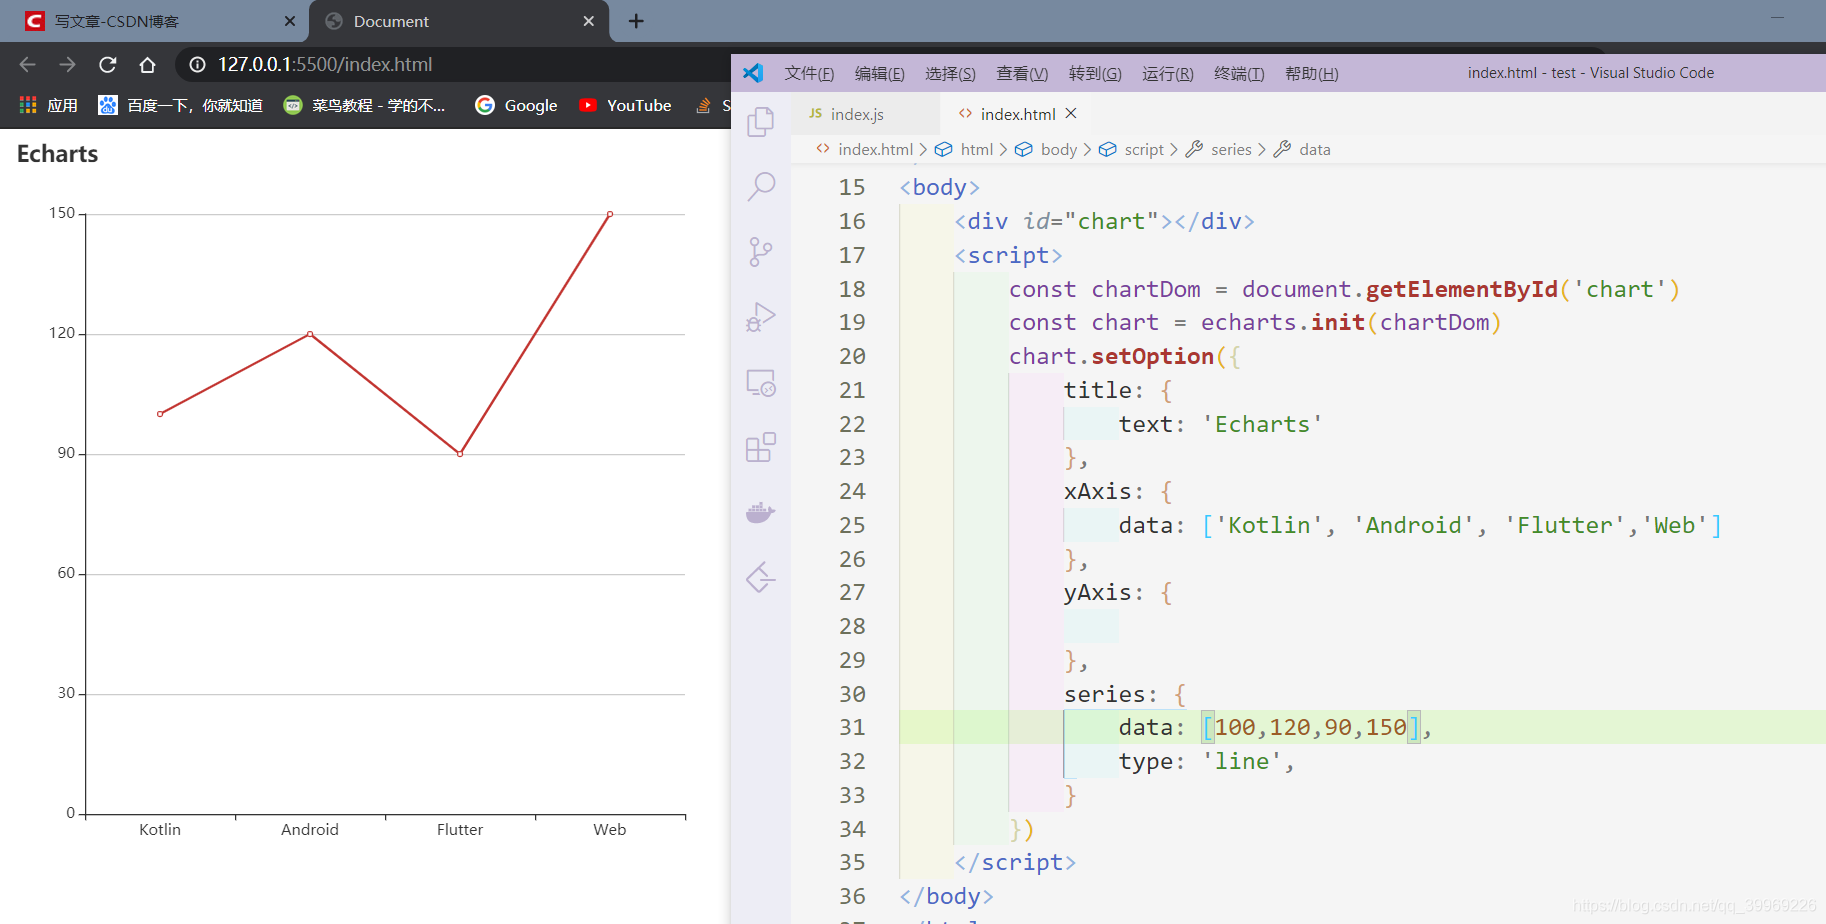 写文章-CSDN博客
Document
127.0.0.1:5500/index.html
应用
百度一下，你就知道
菜鸟教程 - 学的不...
Google
YouTube
S
Echarts
150
120
90
60
30
0
Kotlin Android Flutter Web
文件(F) 编辑(E) 选择(S) 查看(V) 转到(G) 运行(R) 终端(T) 帮助(H)
index.html - test - Visual Studio Code
JS index.js
<> index.html
<> index.html > html > body > script > series > data
15 <body>
16 <div id="chart"></div>
17 <script>
18 const chartDom = document.getElementById('chart')
19 const chart = echarts.init(chartDom)
20 chart.setOption({
21 title: {
22 text: 'Echarts'
23 },
24 xAxis: {
25 data: ['Kotlin', 'Android', 'Flutter','Web']
26 },
27 yAxis: {
28
29 },
30 series: {
31 data: [100,120,90,150],
32 type: 'line',
33 }
34 })
35 </script>
36 </body>
https://blog.csdn.net/qq_39969226